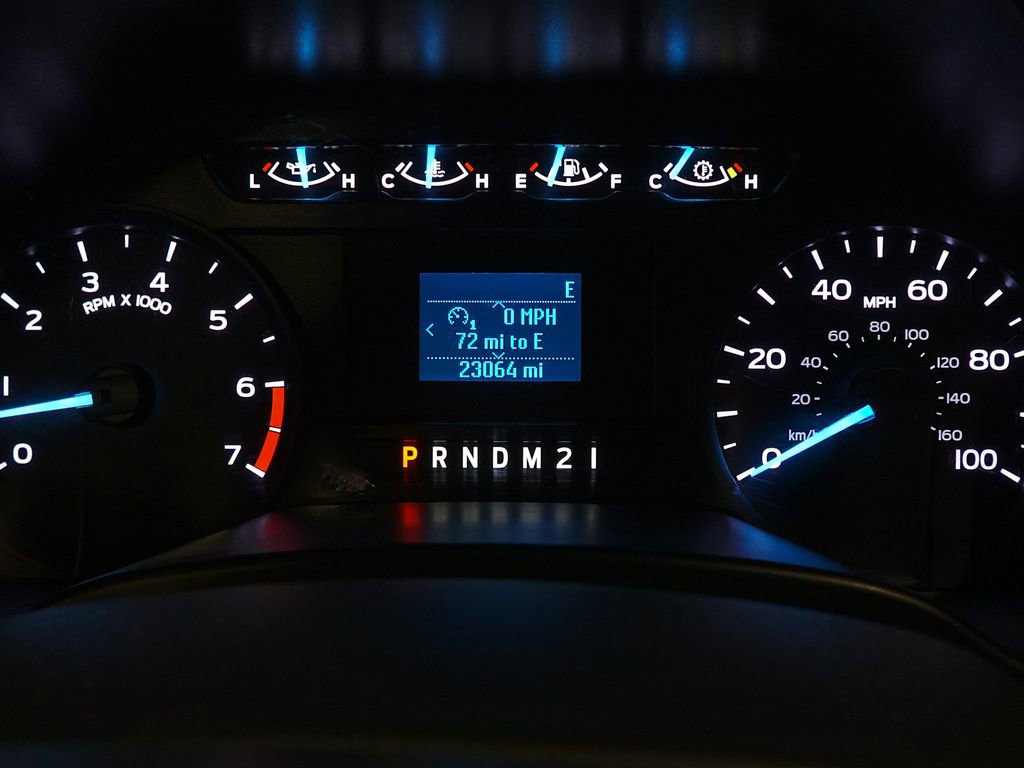 L H C H E F C H
E
1 0 MPH
72 mi to E
23064 mi
P R N D M 2 1
0 1 2 3 4 5 6 7
RPM X 1000
0 20 40 60 80 100
MPH
20 40 60 80 100 120 140 160
km/h